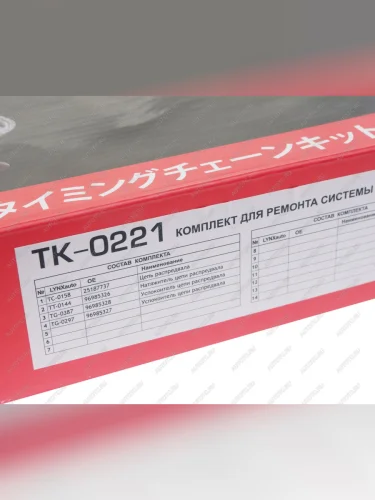 タイミングチェーンキット
TK-0221 КОМПЛЕКТ ДЛЯ РЕМОНТА СИСТЕМЫ
СОСТАВ КОМПЛЕКТА
№ LYNXauto OE Наименование
1 TC-0158 25187737 Цепь распредвала
2 TT-0144 96985326 Натяжитель цепи распредвала
3 TG-0287 96985328 Успокоитель цепи распредвала
4 TG-0297 96985327 Успокоитель цепи распредвала
5
6
7
СОСТАВ КОМПЛЕКТА
№ LYNXauto OE Наименование
8
9
10
11
12
13
14